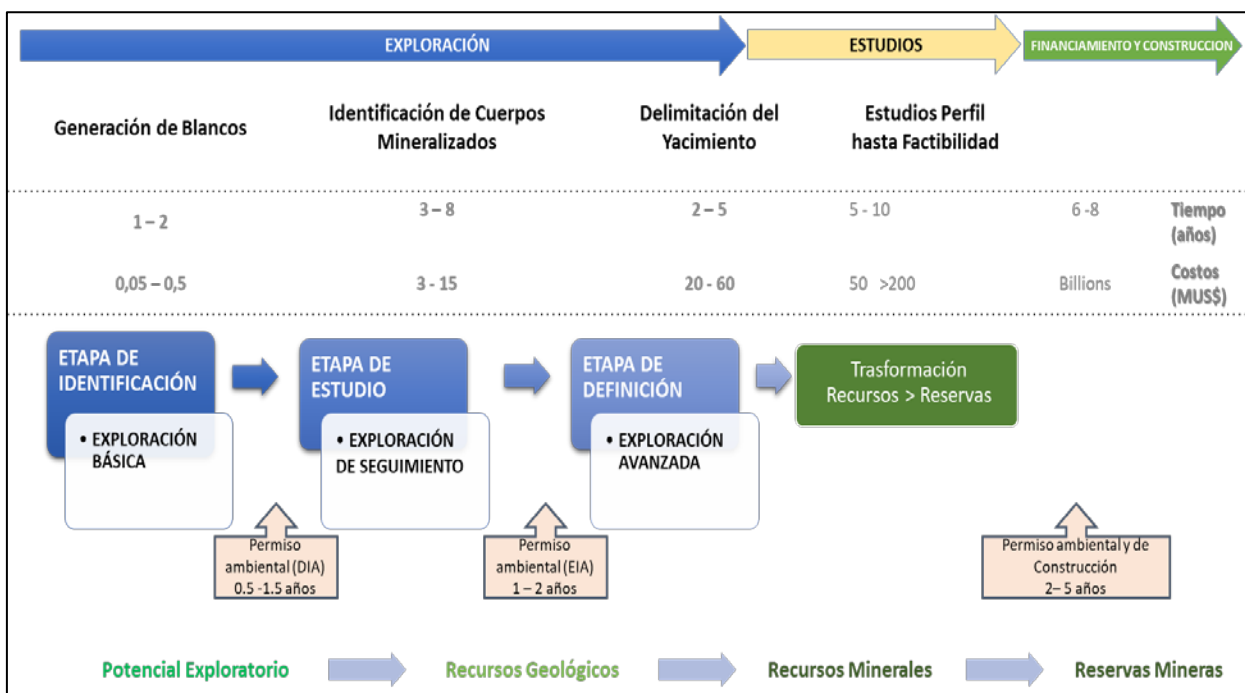 EXPLORACIÓN
ESTUDIOS
FINANCIAMIENTO Y CONSTRUCCION
Generación de Blancos
Identificación de Cuerpos
Mineralizados
Delimitación del
Yacimiento
Estudios Perfil
hasta Factibilidad
1 – 2
3 – 8
2 – 5
5 - 10
6 -8
Tiempo
(años)
0,05 – 0,5
3 - 15
20 - 60
50 >200
Billions
Costos
(MUS$)
ETAPA DE
IDENTIFICACIÓN
• EXPLORACIÓN
BÁSICA
ETAPA DE
ESTUDIO
• EXPLORACIÓN
DE SEGUIMIENTO
ETAPA DE
DEFINICIÓN
• EXPLORACIÓN
AVANZADA
Trasformación
Recursos > Reservas
Permiso
ambiental (DIA)
0.5 -1.5 años
Permiso
ambiental (EIA)
1 – 2 años
Permiso ambiental y de
Construcción
2– 5 años
Potencial Exploratorio
Recursos Geológicos
Recursos Minerales
Reservas Mineras